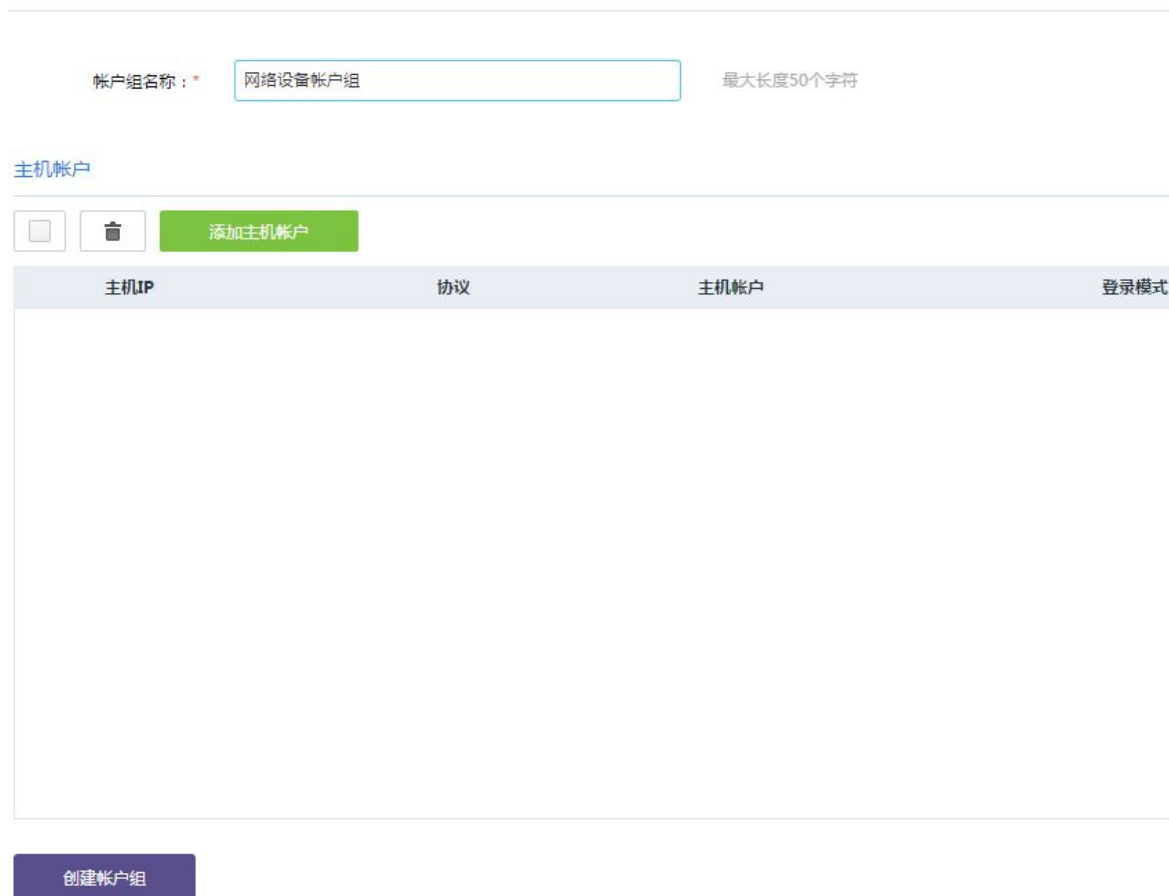 帐户组名称：* 网络设备帐户组 最大长度50个字符
主机帐户
添加主机帐户
主机IP 协议 主机帐户 登录模式
创建帐户组